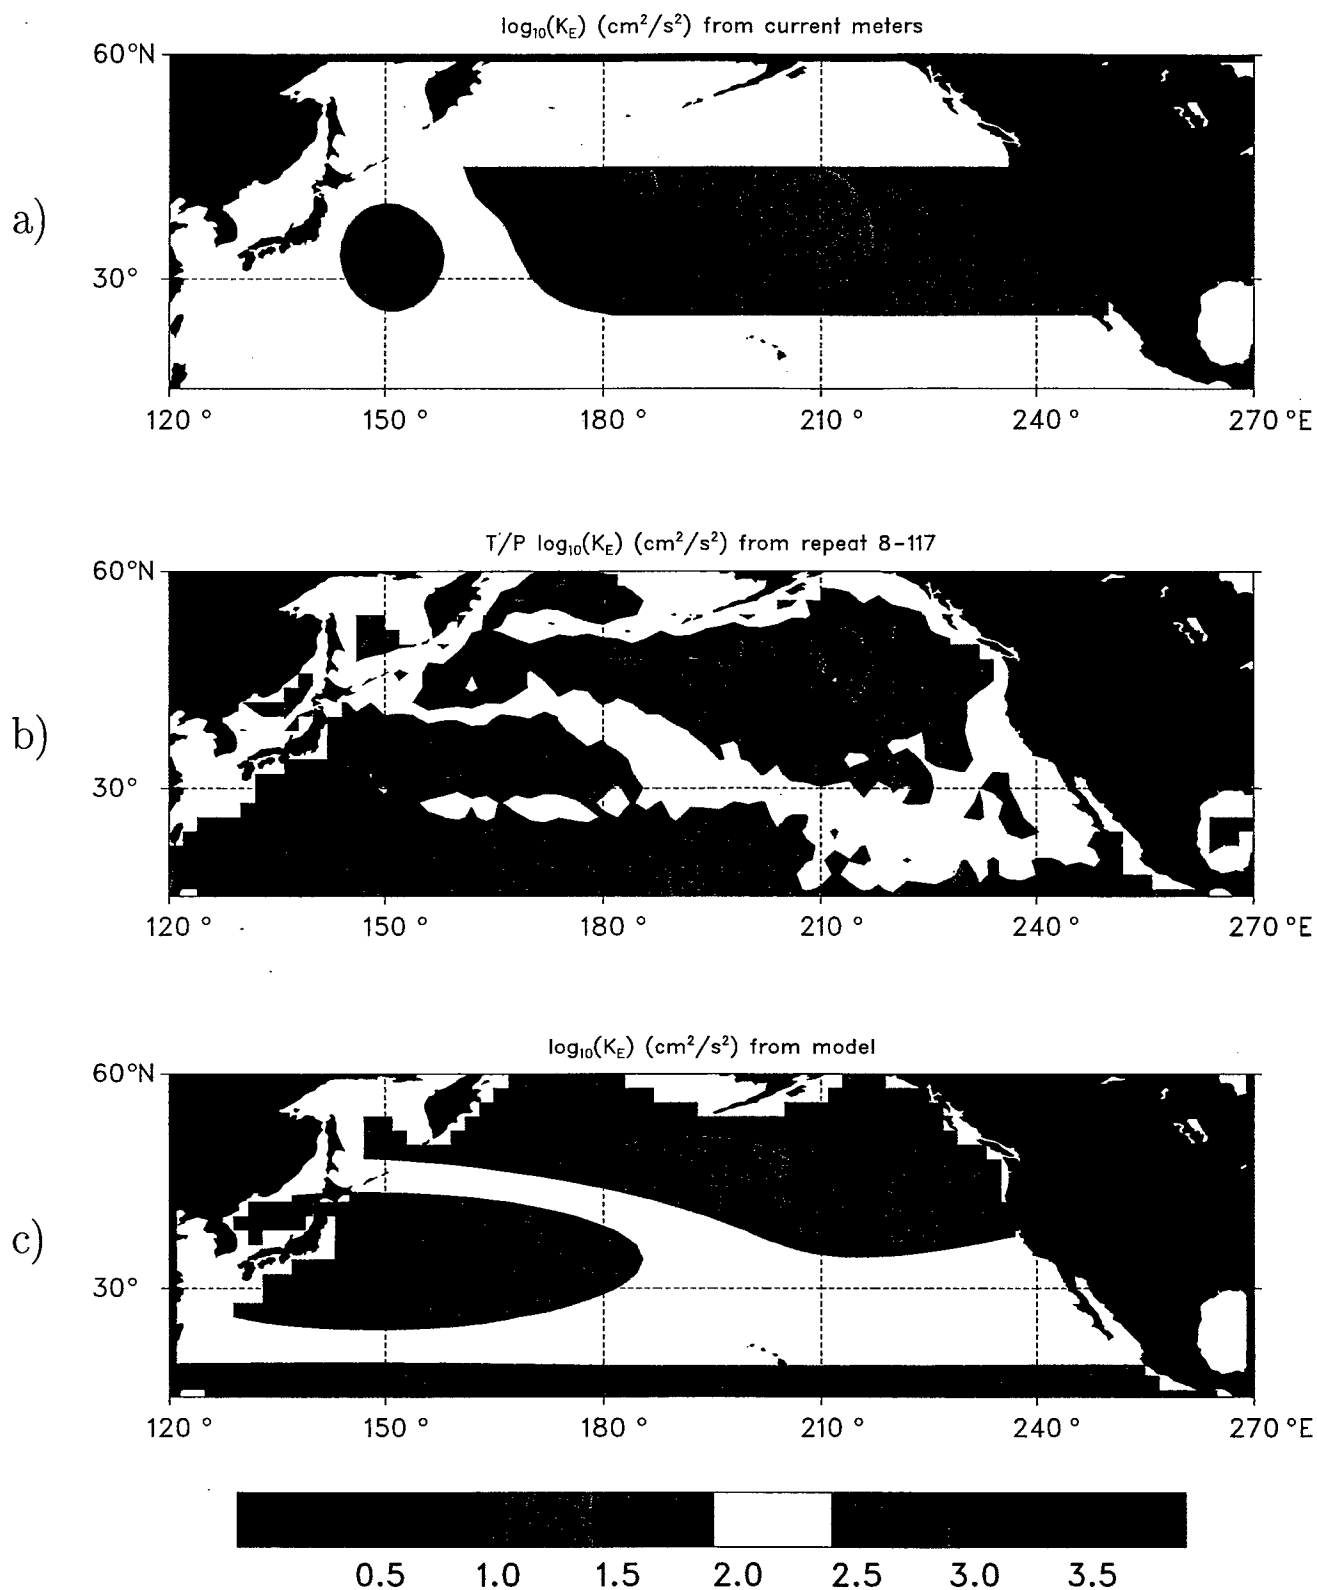 log₁₀(K_E) (cm²/s²) from current meters
60°N
a)
30°
120 ° 150 ° 180 ° 210 ° 240 ° 270 °E
T/P log₁₀(K_E) (cm²/s²) from repeat 8-117
60°N
b)
30°
120 ° 150 ° 180 ° 210 ° 240 ° 270 °E
log₁₀(K_E) (cm²/s²) from model
60°N
c)
30°
120 ° 150 ° 180 ° 210 ° 240 ° 270 °E
0.5 1.0 1.5 2.0 2.5 3.0 3.5